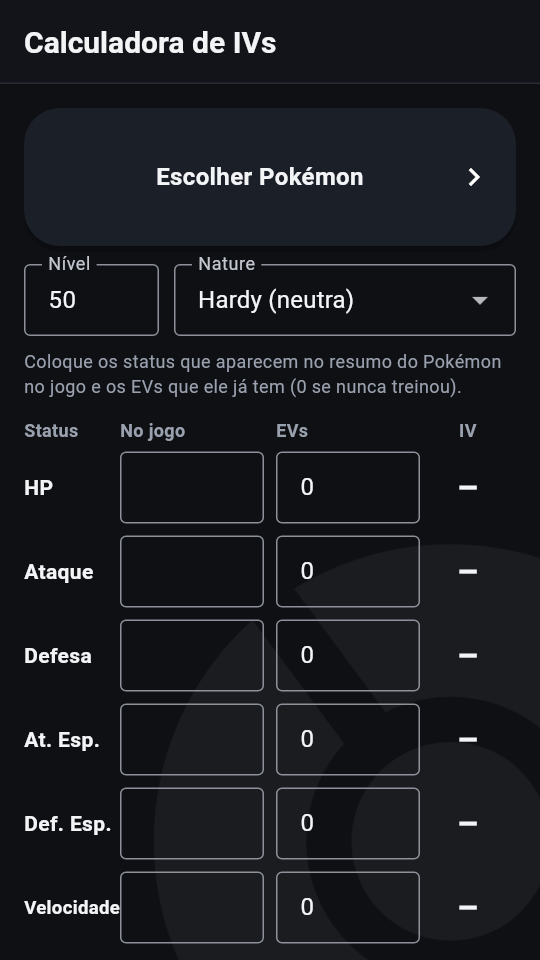 Calculadora de IVs
Escolher Pokémon
Nível
Nature
50
Hardy (neutra)
Coloque os status que aparecem no resumo do Pokémon
no jogo e os EVs que ele já tem (0 se nunca treinou).
Status No jogo EVs IV
HP 0 –
Ataque 0 –
Defesa 0 –
At. Esp. 0 –
Def. Esp. 0 –
Velocidade 0 –